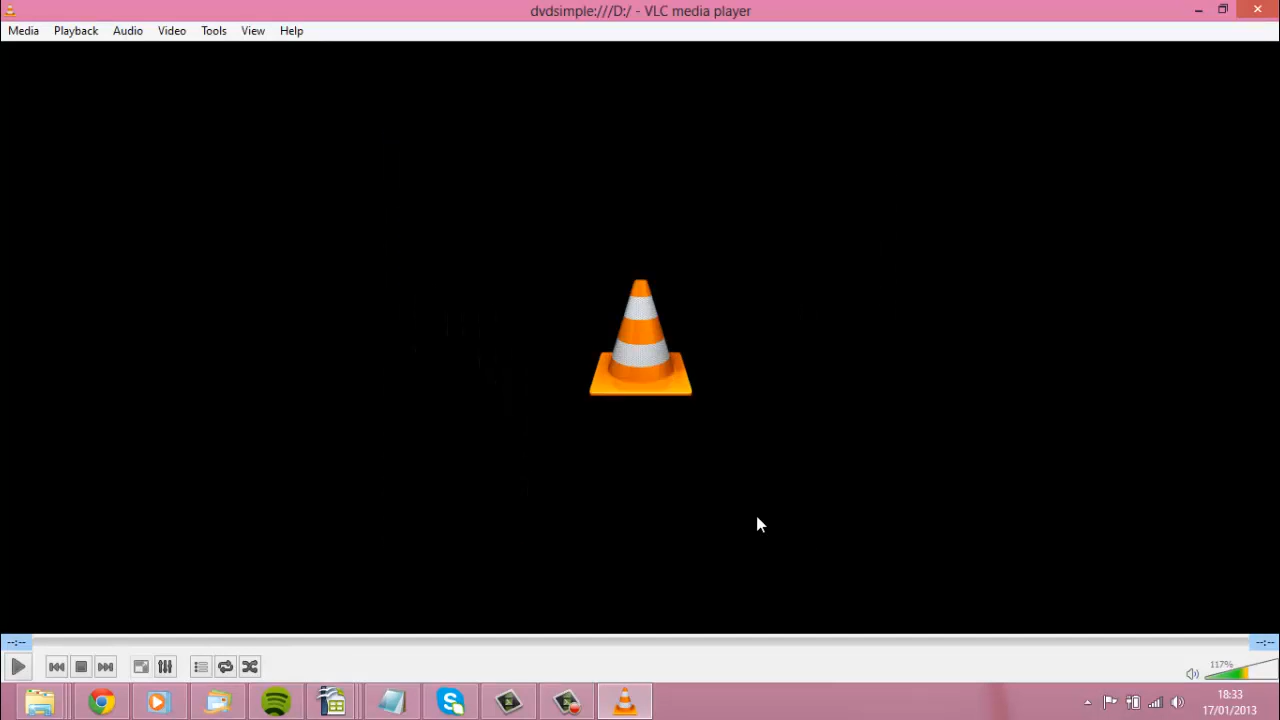 dvdsimple:///D:/ - VLC media player
Media Playback Audio Video Tools View Help
--:-- --:--
117%
18:33
17/01/2013